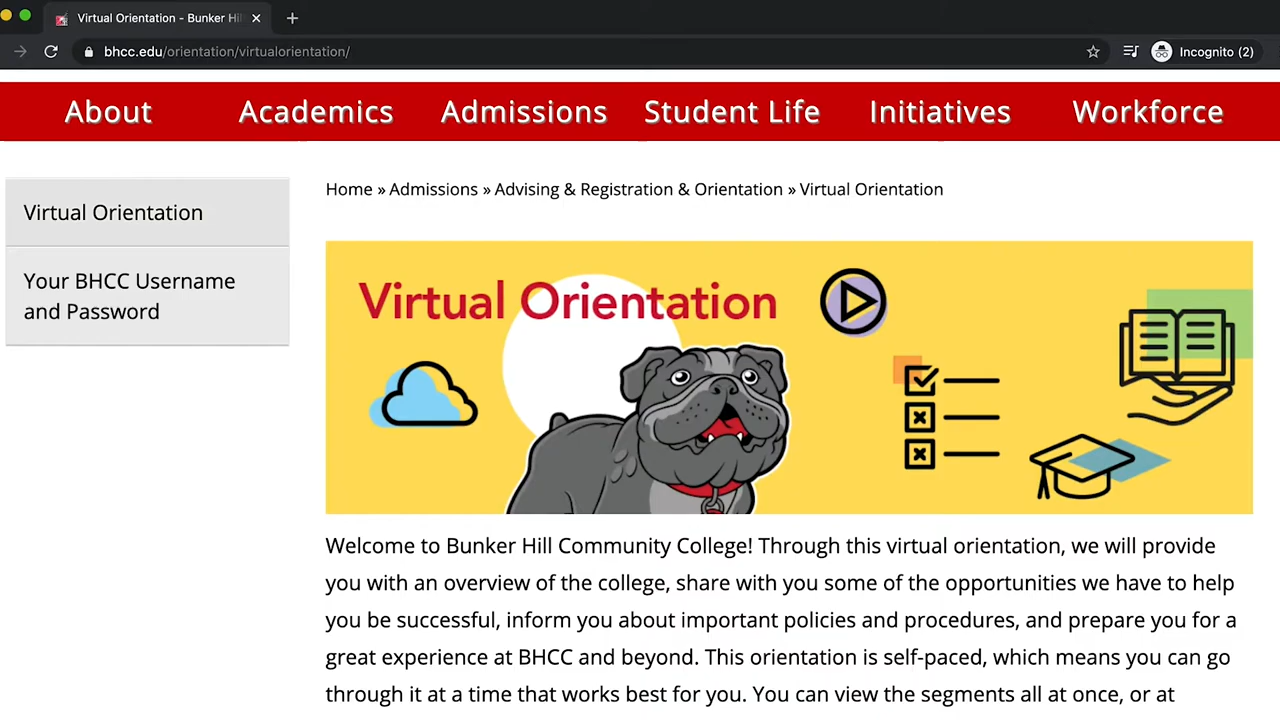 Virtual Orientation - Bunker Hil
bhcc.edu/orientation/virtualorientation/
Incognito (2)
About Academics Admissions Student Life Initiatives Workforce
Virtual Orientation
Your BHCC Username
and Password
Home » Admissions » Advising & Registration & Orientation » Virtual Orientation
Virtual Orientation
Welcome to Bunker Hill Community College! Through this virtual orientation, we will provide
you with an overview of the college, share with you some of the opportunities we have to help
you be successful, inform you about important policies and procedures, and prepare you for a
great experience at BHCC and beyond. This orientation is self-paced, which means you can go
through it at a time that works best for you. You can view the segments all at once, or at